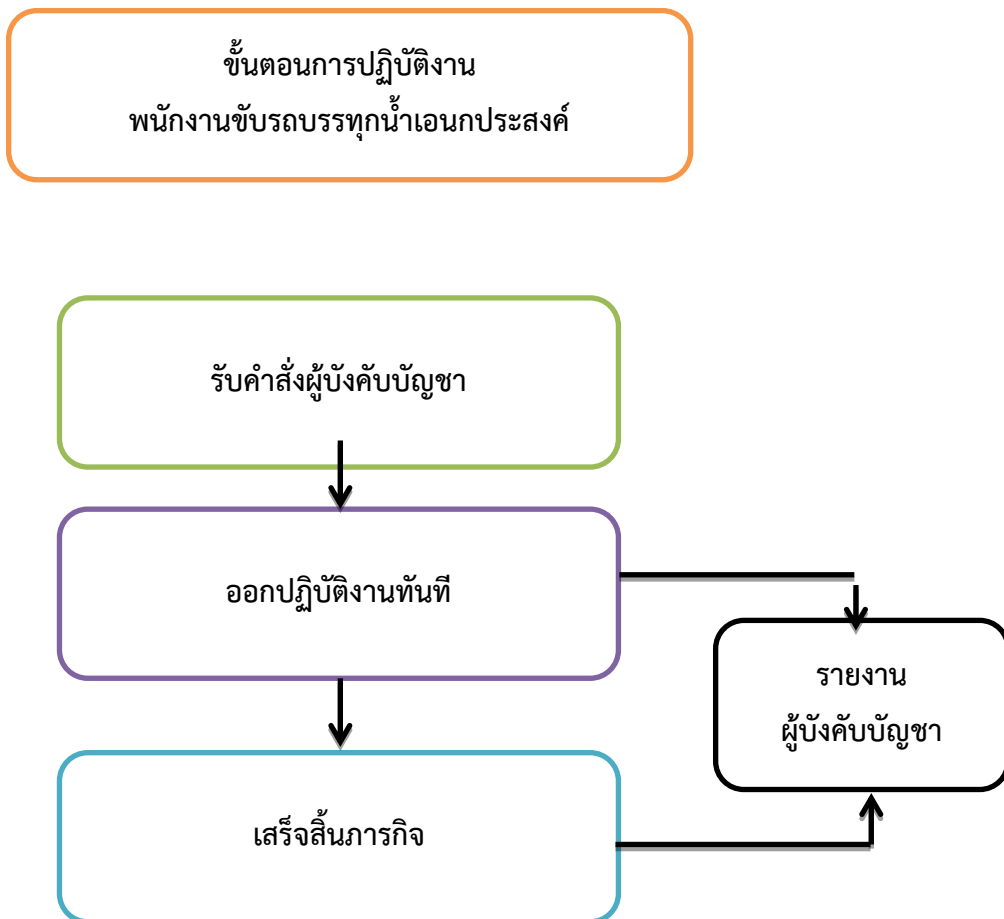 ขั้นตอนการปฏิบัติงาน
พนักงานขับรถบรรทุกน้ำเอนกประสงค์
รับคำสั่งผู้บังคับบัญชา
ออกปฏิบัติงานทันที
รายงาน
ผู้บังคับบัญชา
เสร็จสิ้นภารกิจ